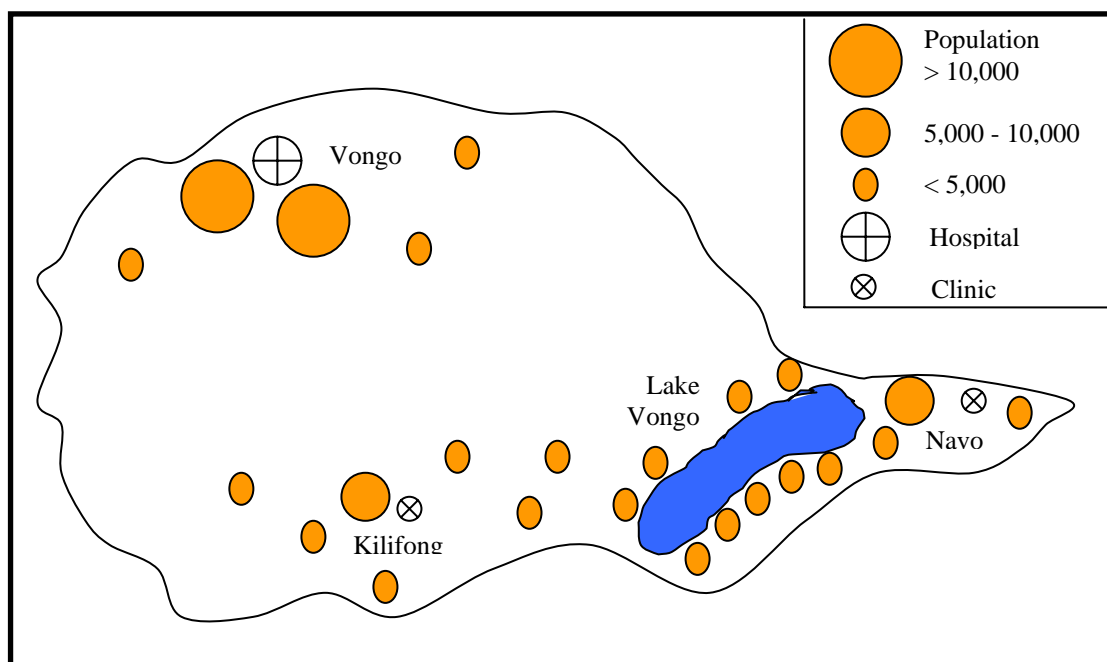 Population
> 10,000
5,000 - 10,000
< 5,000
Hospital
Clinic
Vongo
Lake
Vongo
Navo
Kilifong